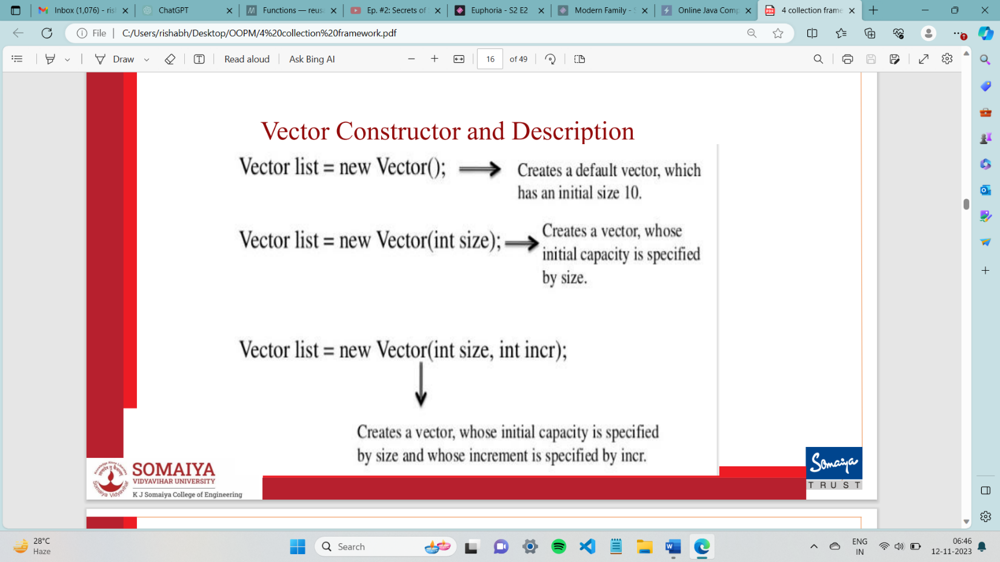 Inbox (1,076) - ris
ChatGPT
Functions — reus
Ep. #2: Secrets of
Euphoria - S2 E2
Modern Family - S
Online Java Comp
4 collection frame
File
C:/Users/rishabh/Desktop/OOPM/4%20collection%20framework.pdf
Draw
Read aloud
Ask Bing AI
16
of 49
Vector Constructor and Description
Vector list = new Vector();
Creates a default vector, which
has an initial size 10.
Vector list = new Vector(int size);
Creates a vector, whose
initial capacity is specified
by size.
Vector list = new Vector(int size, int incr);
Creates a vector, whose initial capacity is specified
by size and whose increment is specified by incr.
SOMAIYA
VIDYAVIHAR UNIVERSITY
K J Somaiya College of Engineering
Somaiya
TRUST
28°C
Haze
Search
ENG
IN
06:46
12-11-2023